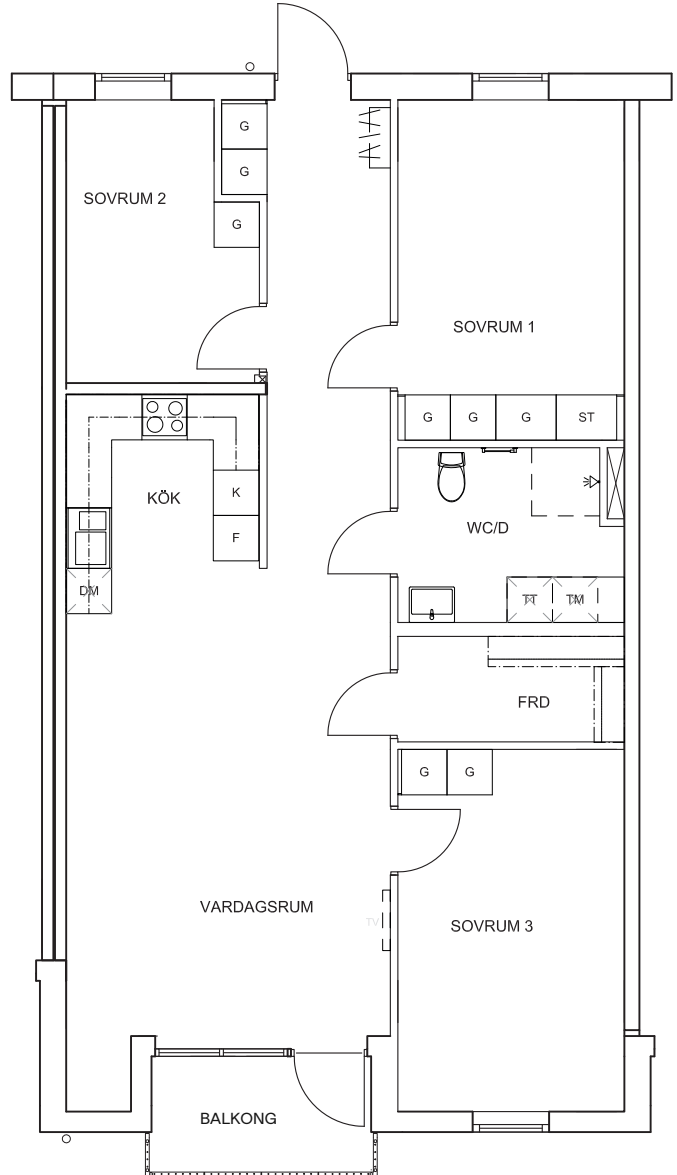 G
G
SOVRUM 2
G
SOVRUM 1
G G G ST
K
KÖK
F
WC/D
DM
TT TM
FRD
G G
VARDAGSRUM
TV
SOVRUM 3
BALKONG